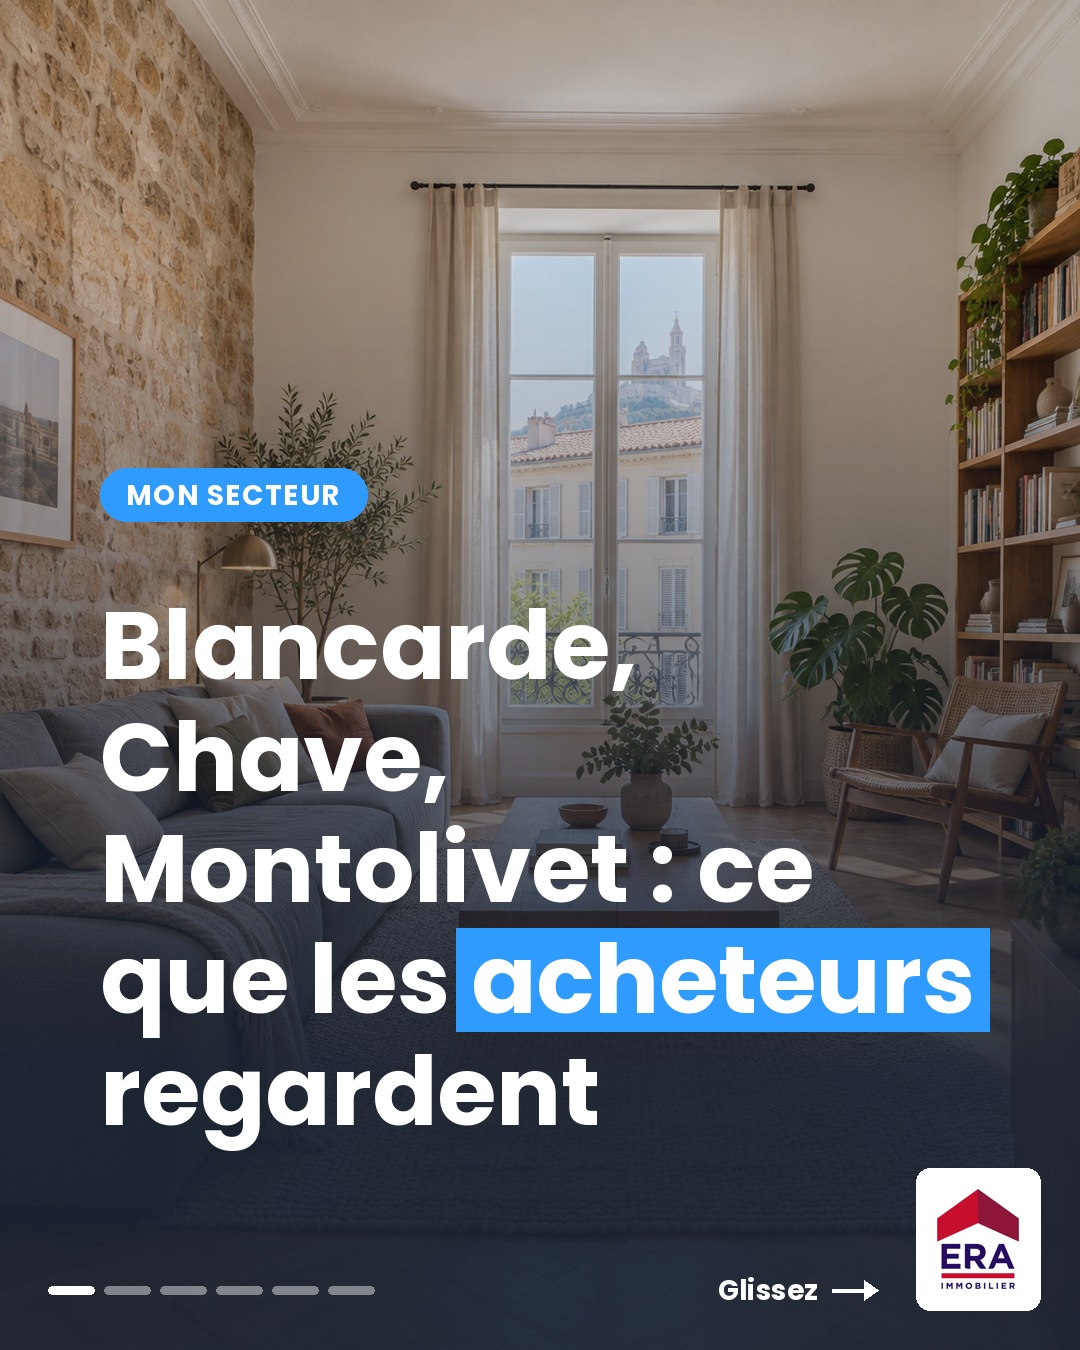 MON SECTEUR
Blancarde,
Chave,
Montolivet : ce
que les acheteurs
regardent
Glissez
ERA
IMMOBILIER